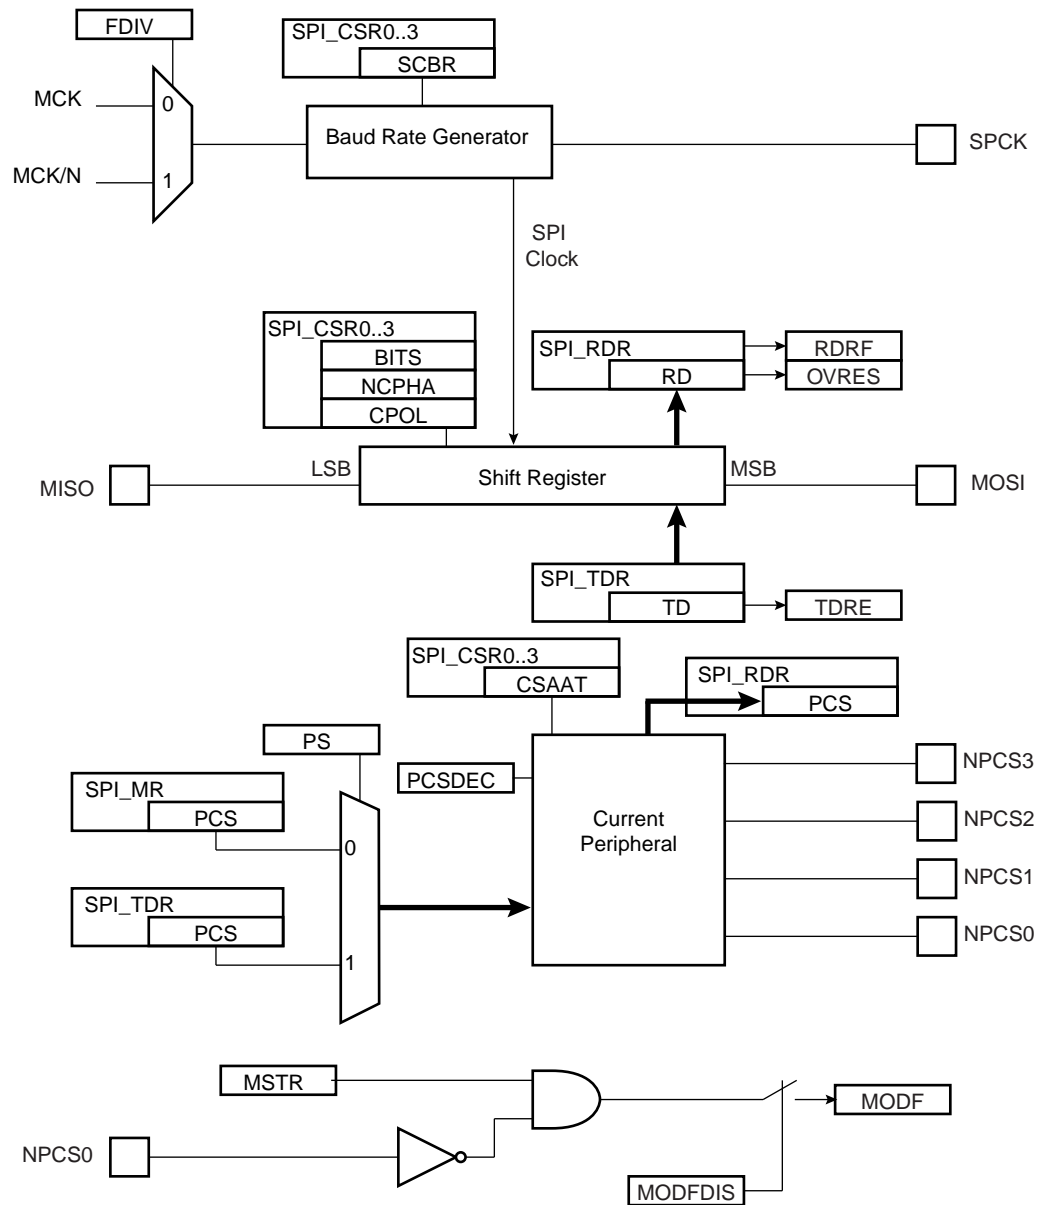 FDIV
SPI_CSR0..3
SCBR
MCK
0
Baud Rate Generator
SPCK
MCK/N
1
SPI
Clock
SPI_CSR0..3
BITS
NCPHA
CPOL
SPI_RDR
RD
RDRF
OVRES
LSB
Shift Register
MSB
MISO
MOSI
SPI_TDR
TD
TDRE
SPI_CSR0..3
CSAAT
SPI_RDR
PCS
PS
PCSDEC
NPCS3
SPI_MR
PCS
Current
Peripheral
NPCS2
0
NPCS1
SPI_TDR
PCS
NPCS0
1
MSTR
MODF
NPCS0
MODFDIS